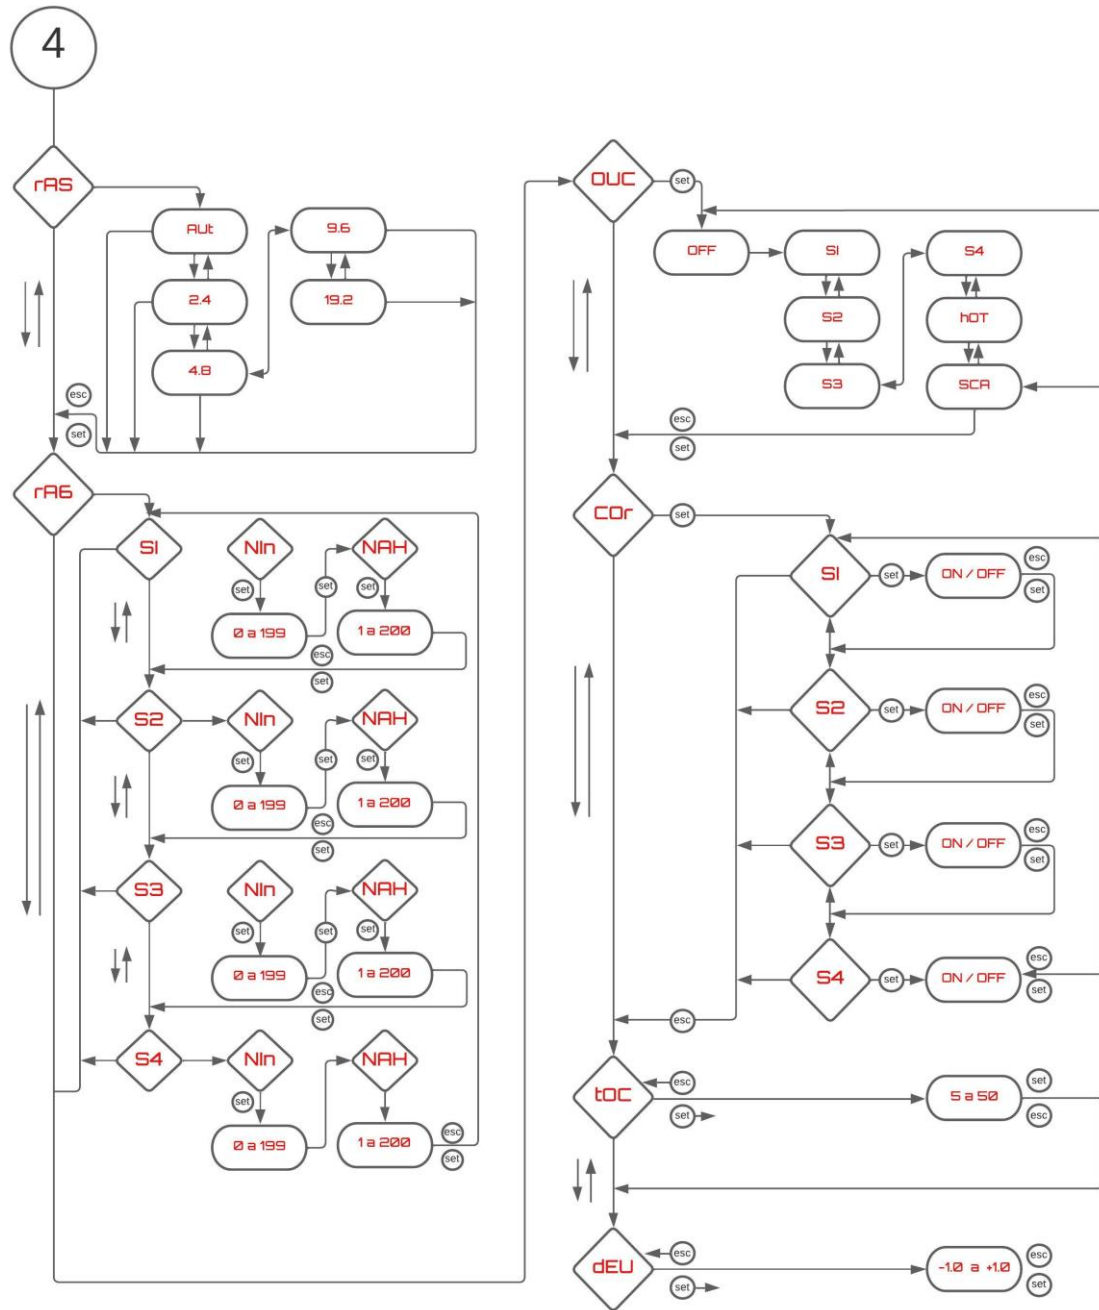 4
rAS
AUt
2.4
4.8
9.6
19.2
esc
set
rA6
S1
NIn
NAH
set
set
set
0 a 199
1 a 200
esc
set
S2
NIn
NAH
set
set
set
0 a 199
1 a 200
esc
set
S3
NIn
NAH
set
set
set
0 a 199
1 a 200
esc
set
S4
NIn
NAH
set
0 a 199
1 a 200
esc
set
OUC
set
OFF
S1
S2
S3
S4
hOT
SCA
esc
set
COr
set
S1
set
ON / OFF
esc
set
S2
set
ON / OFF
esc
set
S3
set
ON / OFF
esc
set
S4
set
ON / OFF
esc
set
esc
tOC
esc
set
5 a 50
set
esc
dEU
esc
set
-1.0 a +1.0
esc
set